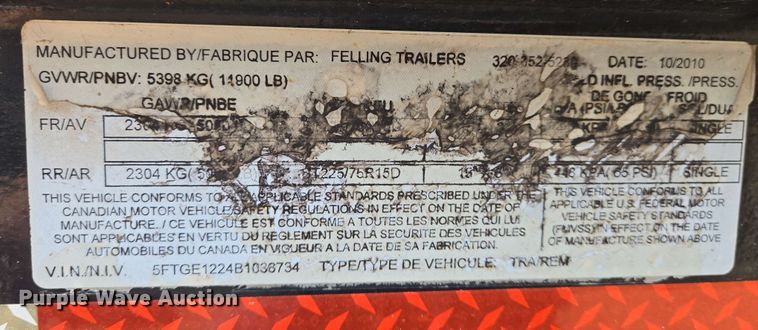 MANUFACTURED BY/FABRIQUE PAR: FELLING TRAILERS DATE: 10/2010
GVWR/PNBV: 5398 KG( 11900 LB) INFL PRESS./PRESS.
GAWR/PNBE DE FROID
FR/AV SINGLE
RR/AR 2304 KG( SINGLE
THIS VEHICLE CONFORMS TO ALL APPLICABLE STANDARDS PRESCRIBED UNDER THE
CANADIAN MOTOR VEHICLE SAFETY REGULATIONS IN EFFECT ON THE DATE OF
MANUFACTURE. / CE VEHICULE EST CONFORME A TOUTES LES NORMES QUI LUI
SONT APPLICABLES EN VERTU DU REGLEMENT SUR LA SECURITE DES VEHICULES
AUTOMOBILES DU CANADA EN VIGUEUR A LA DATE DE SA FABRICATION.
THIS VEHICLE CONFORMS TO ALL
APPLICABLE U.S. FEDERAL MOTOR
VEHICLE SAFETY STANDARDS
(FMVSS) IN EFFECT ON DATE OF
MANUFACTURE SHOWN ABOVE
V.I.N./N.I.V. 5FTGE1224B1036734 TYPE/TYPE DE VEHICULE: TRA/REM
Purple Wave Auction